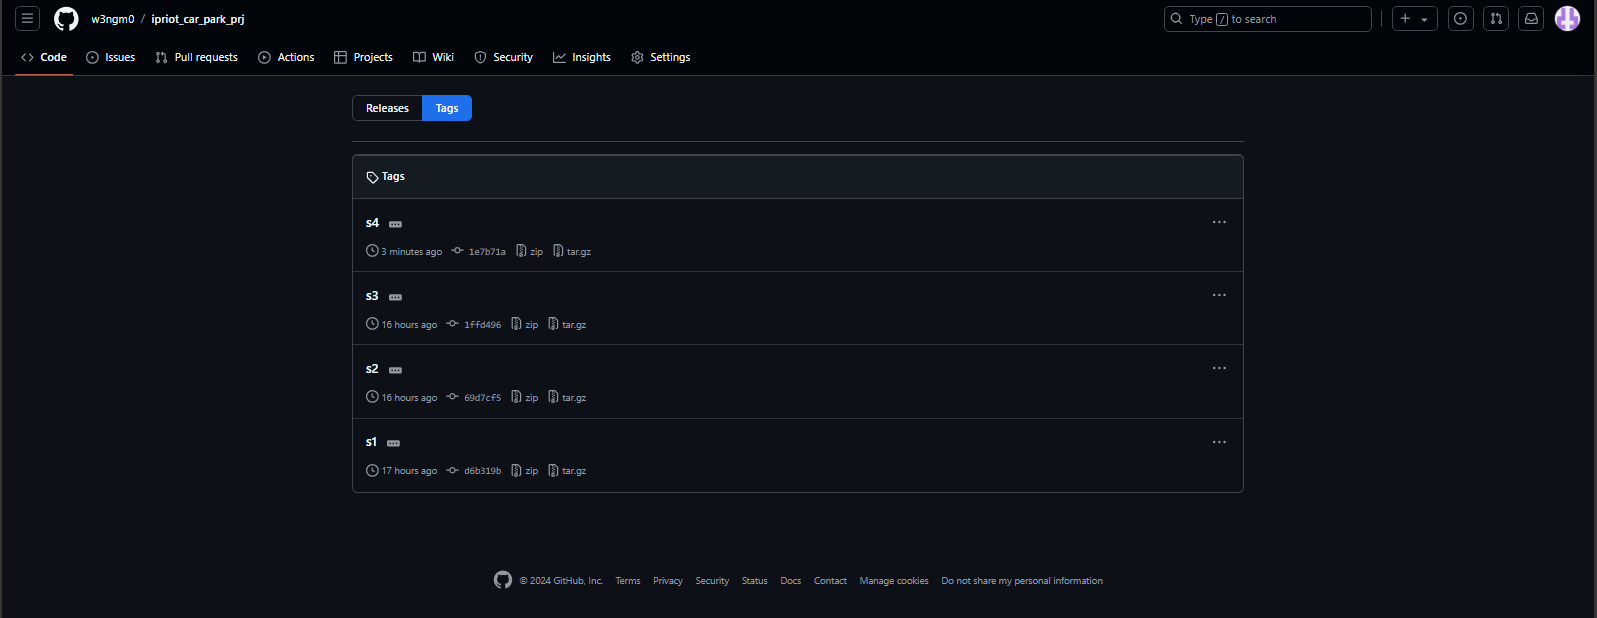 w3ngm0 / ipriot_car_park_prj
Type / to search
Code Issues Pull requests Actions Projects Wiki Security Insights Settings
Releases Tags
Tags
s4
3 minutes ago 1e7b71a zip tar.gz
s3
16 hours ago 1ffd496 zip tar.gz
s2
16 hours ago 69d7cf5 zip tar.gz
s1
17 hours ago d6b319b zip tar.gz
© 2024 GitHub, Inc. Terms Privacy Security Status Docs Contact Manage cookies Do not share my personal information